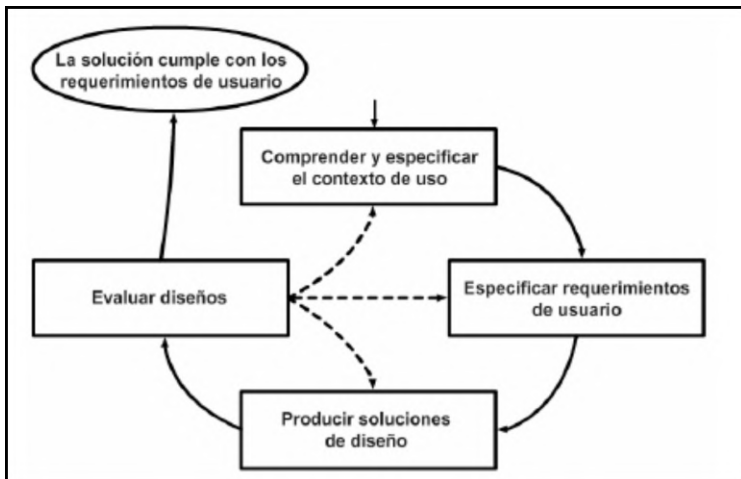 La solución cumple con los
requerimientos de usuario
Comprender y especificar
el contexto de uso
Evaluar diseños
Especificar requerimientos
de usuario
Producir soluciones
de diseño